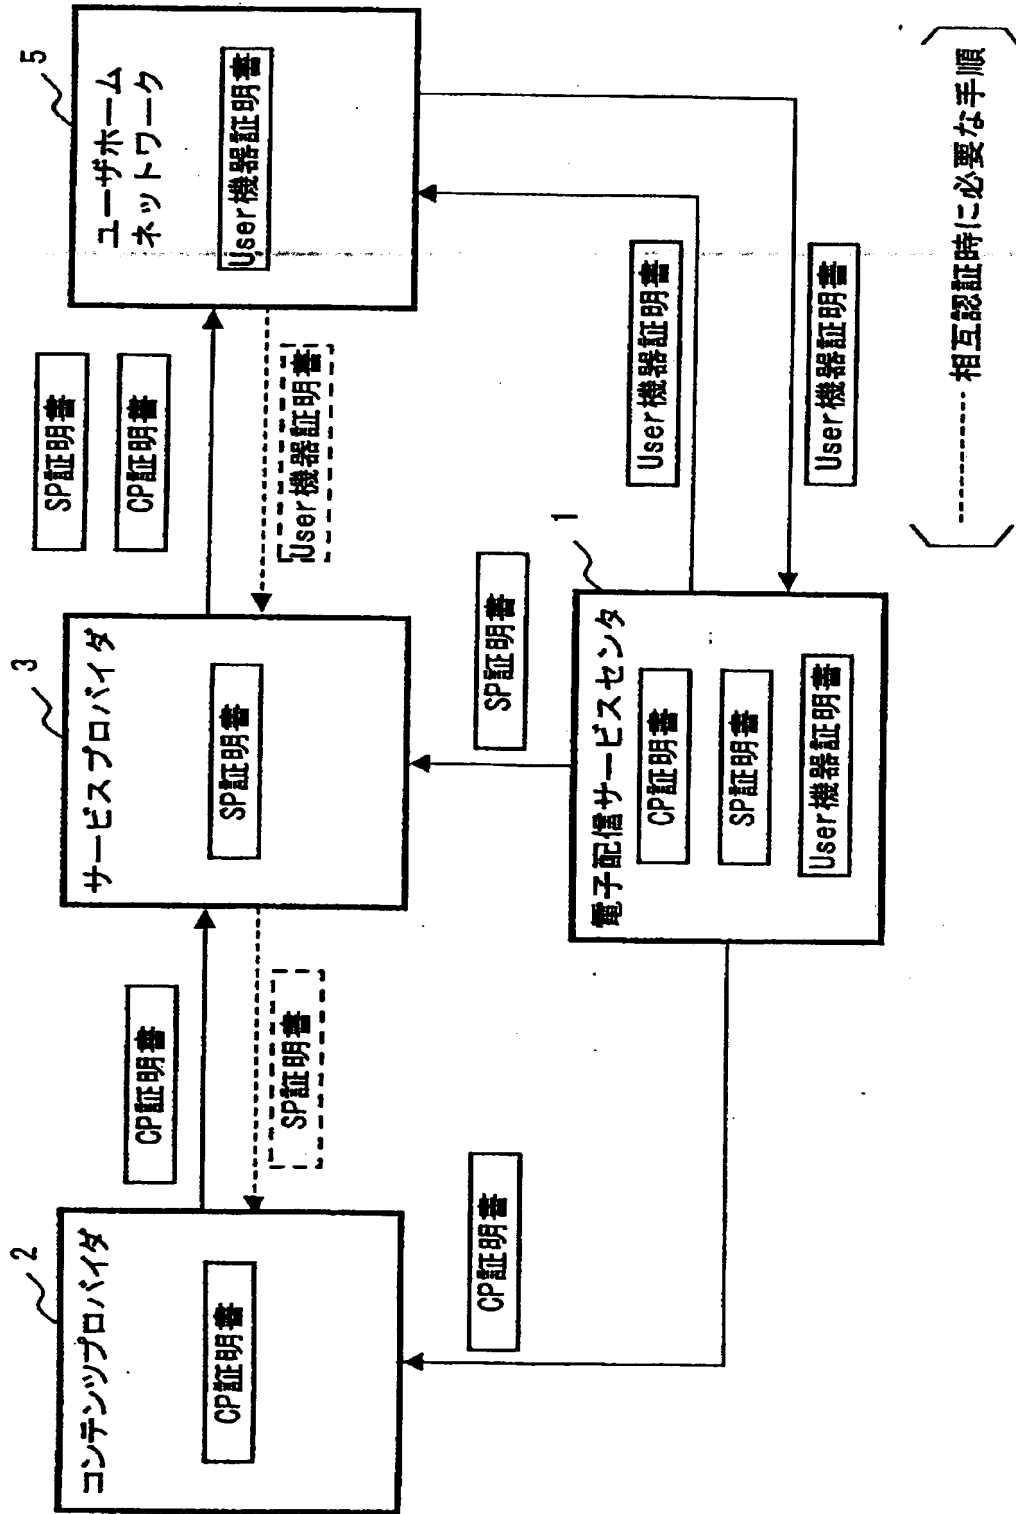 2
コンテンツプロバイダ
CP証明書
CP証明書
SP証明書
3
サービスプロバイダ
SP証明書
SP証明書
CP証明書
User機器証明書
5
ユーザホーム
ネットワーク
User機器証明書
CP証明書
SP証明書
1
電子配信サービスセンタ
CP証明書
SP証明書
User機器証明書
User機器証明書
User機器証明書
相互認証時に必要な手順